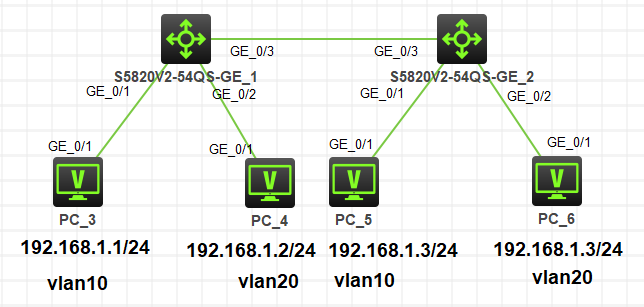 GE_0/3 GE_0/3
S5820V2-54QS-GE_1 S5820V2-54QS-GE_2
GE_0/1 GE_0/2 GE_0/1 GE_0/2
GE_0/1 GE_0/1 GE_0/1 GE_0/1
V V V V
PC_3 PC_4 PC_5 PC_6
192.168.1.1/24 192.168.1.2/24 192.168.1.3/24 192.168.1.3/24
vlan10 vlan20 vlan10 vlan20